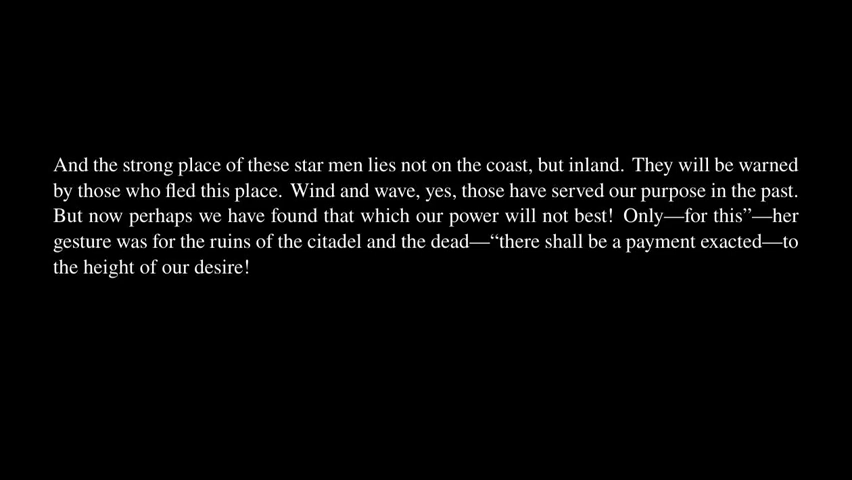 And the strong place of these star men lies not on the coast, but inland. They will be warned
by those who fled this place. Wind and wave, yes, those have served our purpose in the past.
But now perhaps we have found that which our power will not best! Only—for this”—her
gesture was for the ruins of the citadel and the dead—“there shall be a payment exacted—to
the height of our desire!